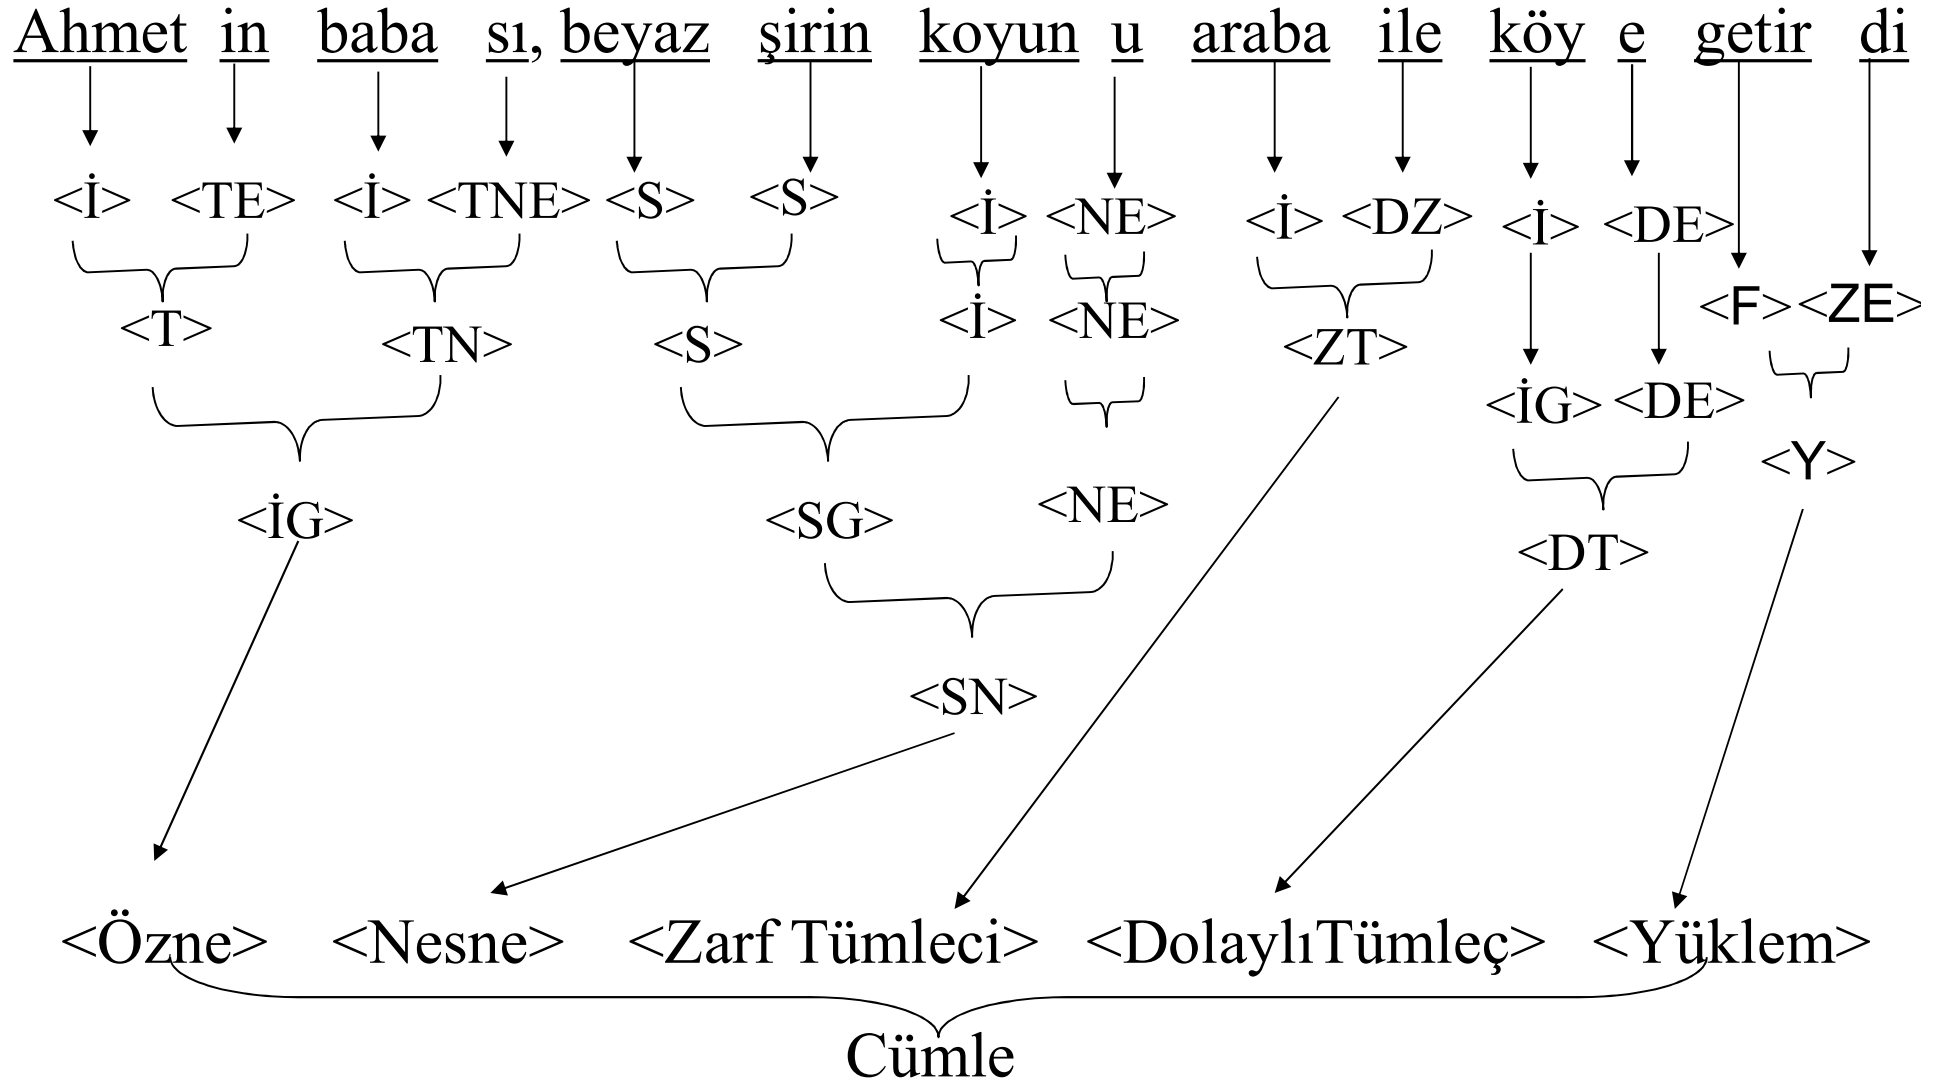 Ahmet in baba sı, beyaz şirin koyun u araba ile köy e getir di
<İ> <TE> <İ> <TNE> <S> <S> <İ> <NE> <İ> <DZ> <İ> <DE>
<F> <ZE>
<T> <TN> <S> <İ> <NE> <ZT>
<İG> <DE>
<Y>
<İG> <SG> <NE>
<DT>
<SN>
<Özne> <Nesne> <Zarf Tümleci> <DolaylıTümleç> <Yüklem>
Cümle